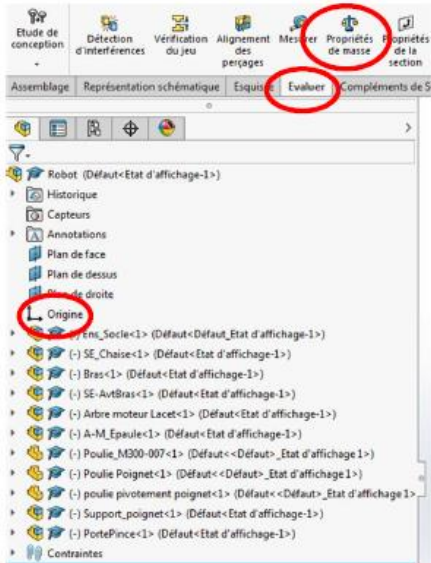 Etude de conception
Détection d'interférences
Vérification du jeu
Alignement des perçages
Mesurer
Propriétés de masse
Propriétés de la section
Assemblage Représentation schématique Esquisse Evaluer Compléments de S
Robot (Défaut<Etat d'affichage-1>)
Historique
Capteurs
Annotations
Plan de face
Plan de dessus
Plan de droite
Origine
(-) Ens_Socle<1> (Défaut<Défaut_Etat d'affichage-1>)
(-) SE_Chaise<1> (Défaut<Etat d'affichage-1>)
(-) Bras<1> (Défaut<Etat d'affichage-1>)
(-) SE-AvtBras<1> (Défaut<Etat d'affichage-1>)
(-) Arbre moteur Lacet<1> (Défaut<Etat d'affichage-1>)
(-) A-M_Epaule<1> (Défaut<Etat d'affichage-1>)
(-) Poulie_M300-007<1> (Défaut<<Défaut>_Etat d'affichage 1>)
(-) Poulie Poignet<1> (Défaut<<Défaut>_Etat d'affichage 1>)
(-) poulie pivotement poignet<1> (Défaut<<Défaut>_Etat d'affichage 1>
(-) Support_poignet<1> (Défaut<Etat d'affichage-1>)
(-) PortePince<1> (Défaut<Etat d'affichage-1>)
Contraintes